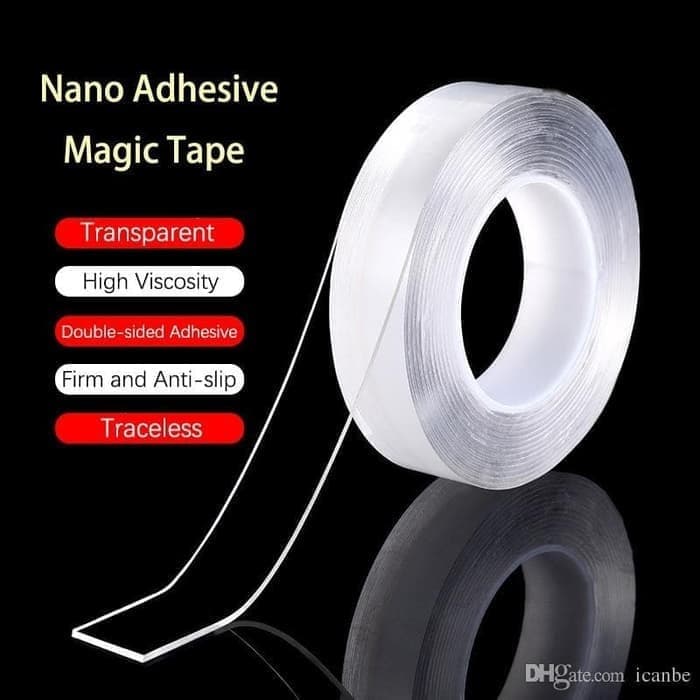 Nano Adhesive
Magic Tape
Transparent
High Viscosity
Double-sided Adhesive
Firm and Anti-slip
Traceless
DHgate.com icanbe